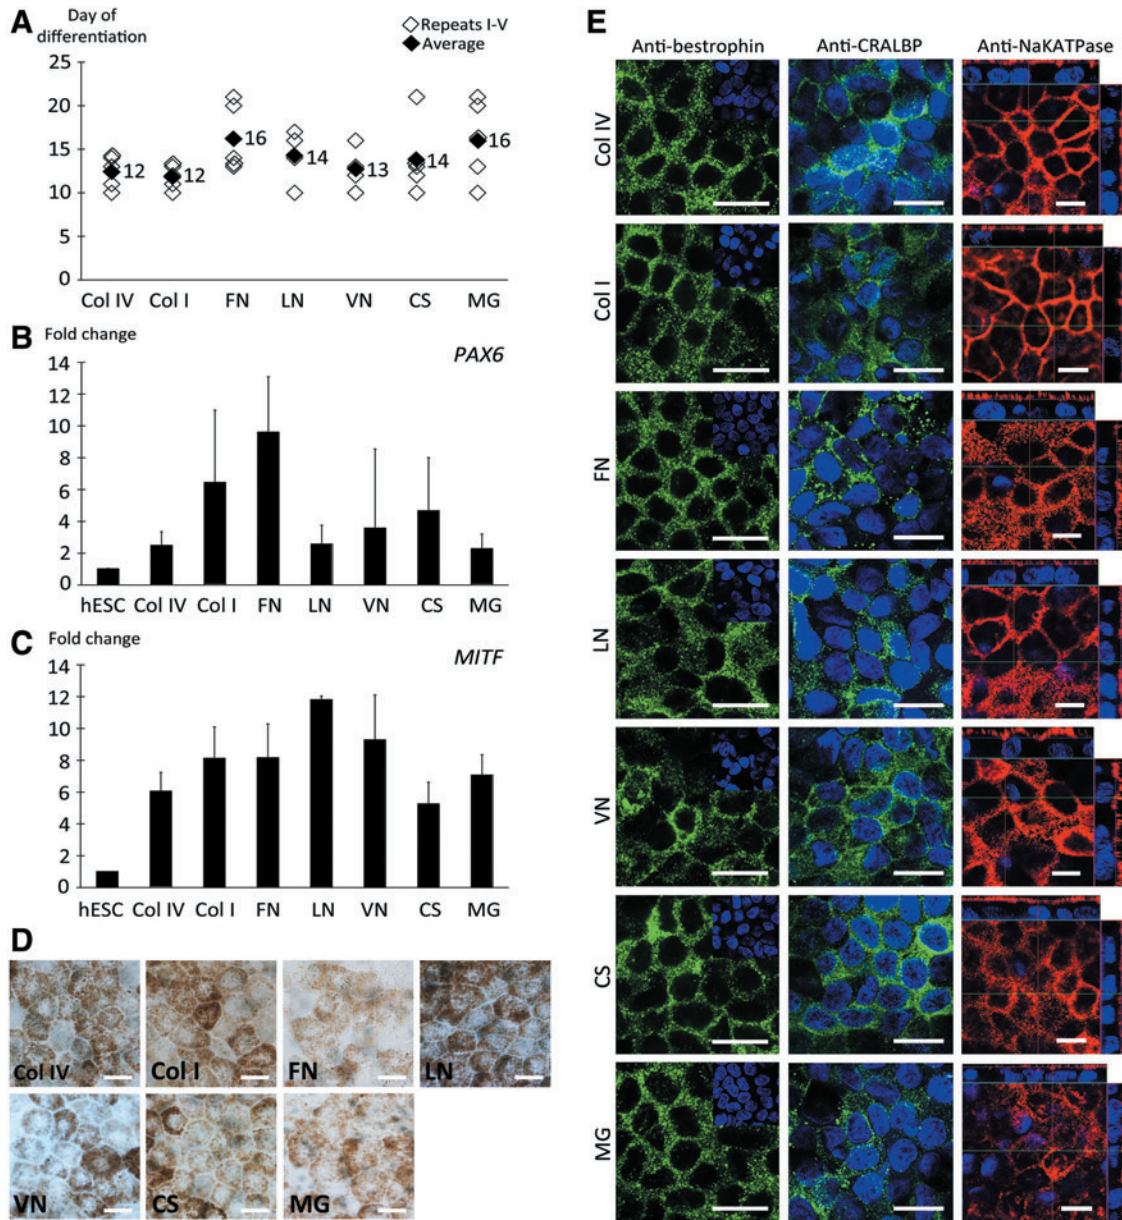 A
Day of
differentiation
Repeats I-V
Average
25
20
15
10
5
0
12
12
16
14
13
14
16
Col IV Col I FN LN VN CS MG
B
Fold change
PAX6
14
12
10
8
6
4
2
0
hESC Col IV Col I FN LN VN CS MG
C
Fold change
MITF
14
12
10
8
6
4
2
0
hESC Col IV Col I FN LN VN CS MG
D
Col IV Col I FN LN
VN CS MG
E
Anti-bestrophin Anti-CRALBP Anti-NaKATPase
Col IV
Col I
FN
LN
VN
CS
MG